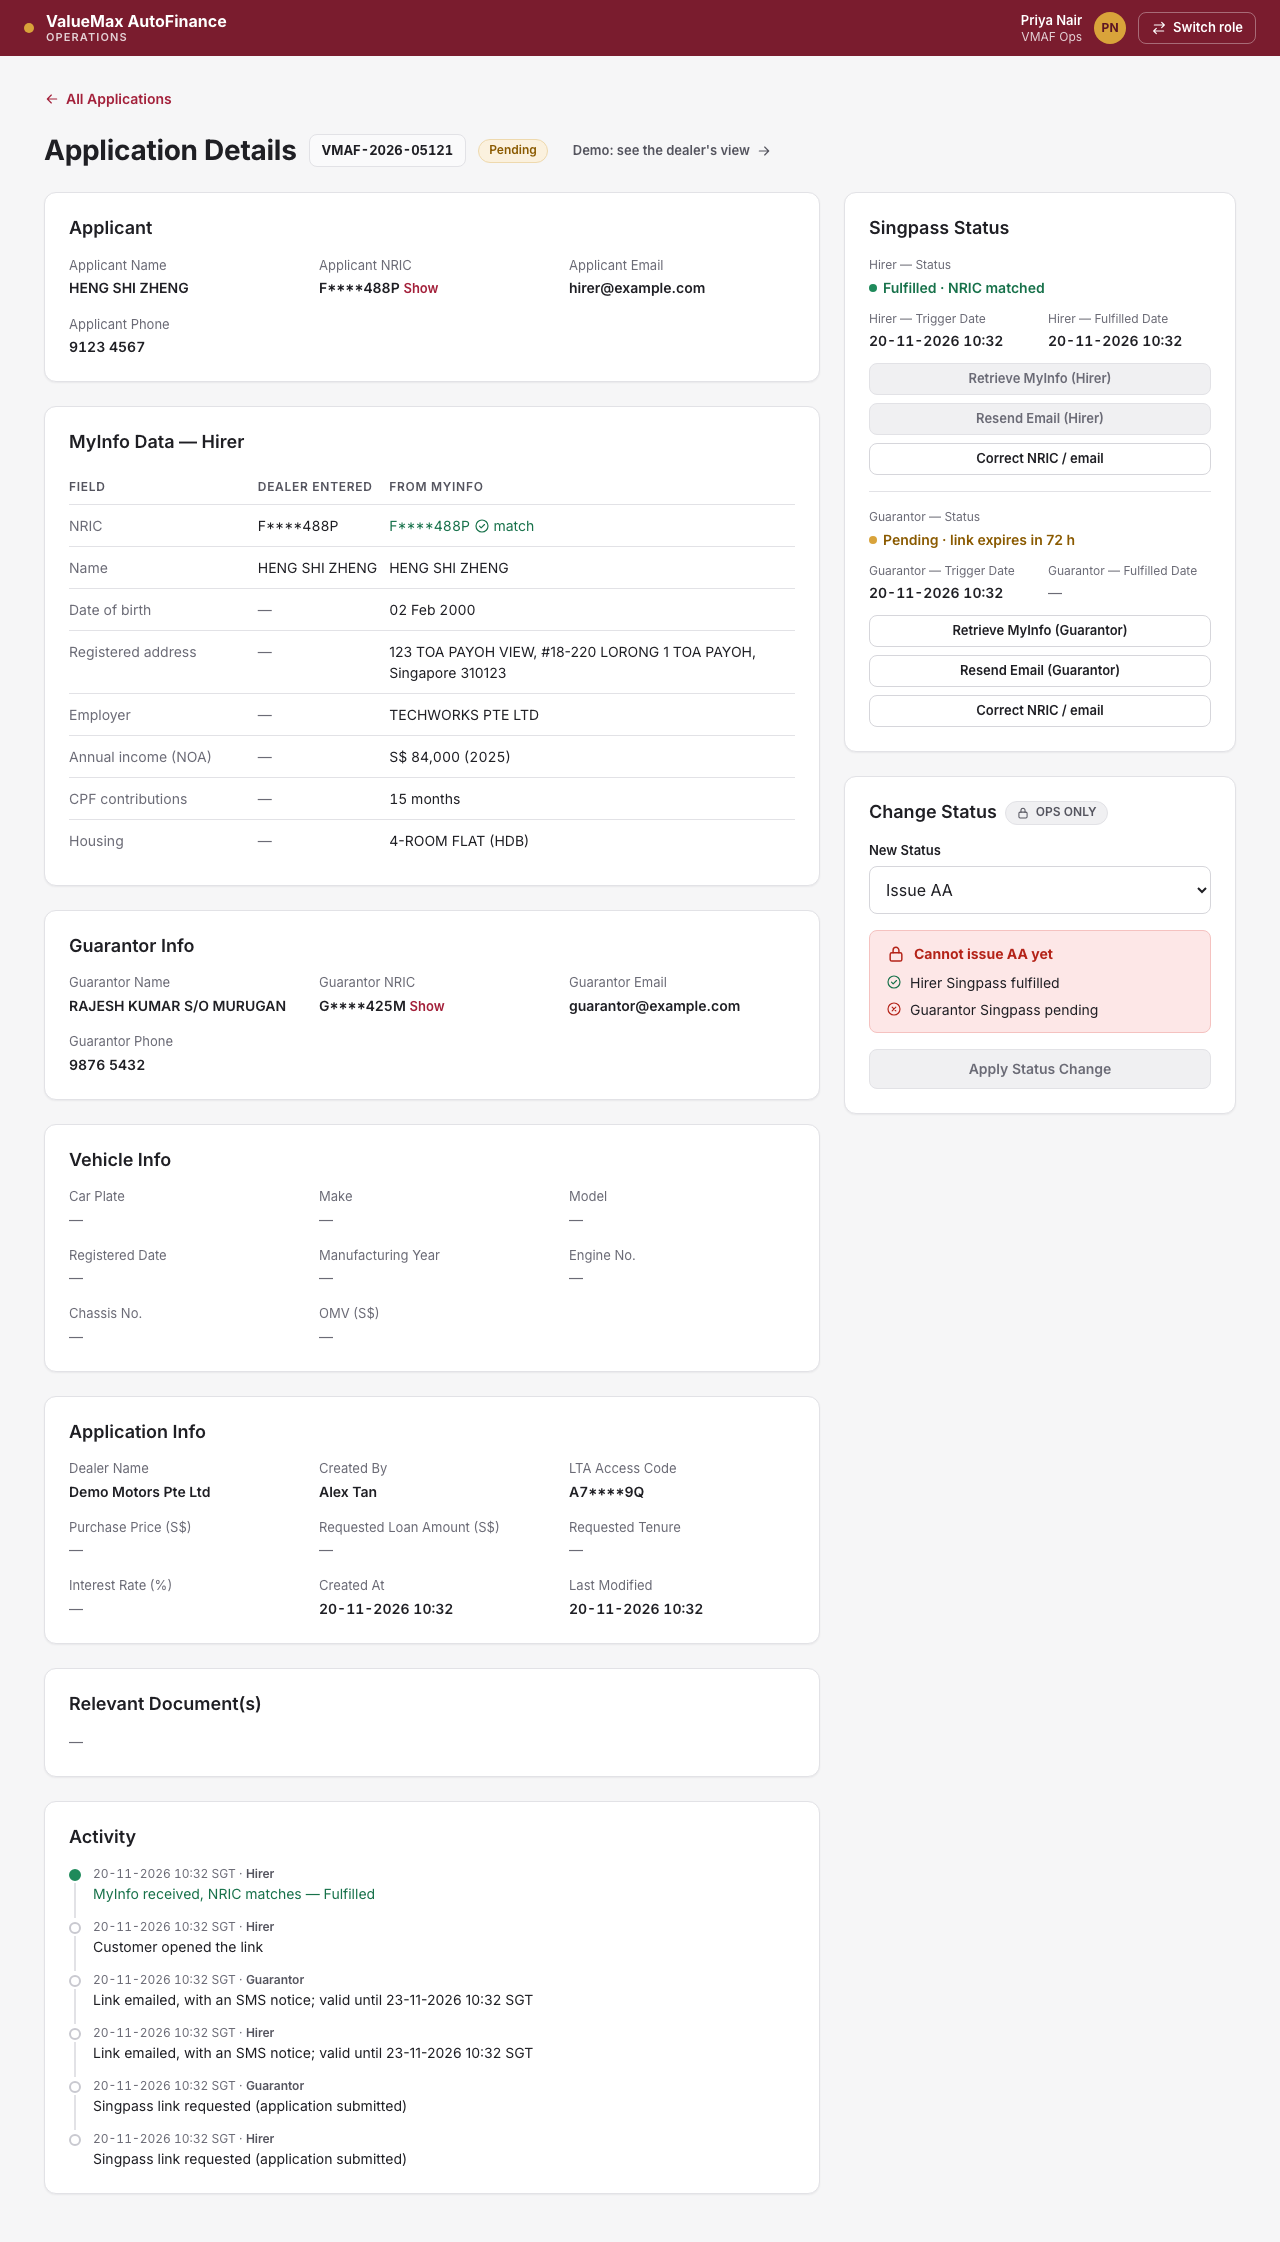 ValueMax AutoFinance
OPERATIONS
Priya Nair
VMAF Ops
PN
Switch role
← All Applications
Application Details
VMAF-2026-05121
Pending
Demo: see the dealer's view →
Applicant
Applicant Name Applicant NRIC Applicant Email
HENG SHI ZHENG F****488P Show hirer@example.com
Applicant Phone
9123 4567
MyInfo Data — Hirer
FIELD DEALER ENTERED FROM MYINFO
NRIC F****488P F****488P match
Name HENG SHI ZHENG HENG SHI ZHENG
Date of birth — 02 Feb 2000
Registered address — 123 TOA PAYOH VIEW, #18-220 LORONG 1 TOA PAYOH,
Singapore 310123
Employer — TECHWORKS PTE LTD
Annual income (NOA) — S$ 84,000 (2025)
CPF contributions — 15 months
Housing — 4-ROOM FLAT (HDB)
Guarantor Info
Guarantor Name Guarantor NRIC Guarantor Email
RAJESH KUMAR S/O MURUGAN G****425M Show guarantor@example.com
Guarantor Phone
9876 5432
Vehicle Info
Car Plate Make Model
— — —
Registered Date Manufacturing Year Engine No.
— — —
Chassis No. OMV (S$)
— —
Application Info
Dealer Name Created By LTA Access Code
Demo Motors Pte Ltd Alex Tan A7****9Q
Purchase Price (S$) Requested Loan Amount (S$) Requested Tenure
— — —
Interest Rate (%) Created At Last Modified
— 20-11-2026 10:32 20-11-2026 10:32
Relevant Document(s)
—
Activity
20-11-2026 10:32 SGT · Hirer
MyInfo received, NRIC matches — Fulfilled
20-11-2026 10:32 SGT · Hirer
Customer opened the link
20-11-2026 10:32 SGT · Guarantor
Link emailed, with an SMS notice; valid until 23-11-2026 10:32 SGT
20-11-2026 10:32 SGT · Hirer
Link emailed, with an SMS notice; valid until 23-11-2026 10:32 SGT
20-11-2026 10:32 SGT · Guarantor
Singpass link requested (application submitted)
20-11-2026 10:32 SGT · Hirer
Singpass link requested (application submitted)
Singpass Status
Hirer — Status
Fulfilled · NRIC matched
Hirer — Trigger Date Hirer — Fulfilled Date
20-11-2026 10:32 20-11-2026 10:32
Retrieve MyInfo (Hirer)
Resend Email (Hirer)
Correct NRIC / email
Guarantor — Status
Pending · link expires in 72 h
Guarantor — Trigger Date Guarantor — Fulfilled Date
20-11-2026 10:32 —
Retrieve MyInfo (Guarantor)
Resend Email (Guarantor)
Correct NRIC / email
Change Status
OPS ONLY
New Status
Issue AA
Cannot issue AA yet
Hirer Singpass fulfilled
Guarantor Singpass pending
Apply Status Change